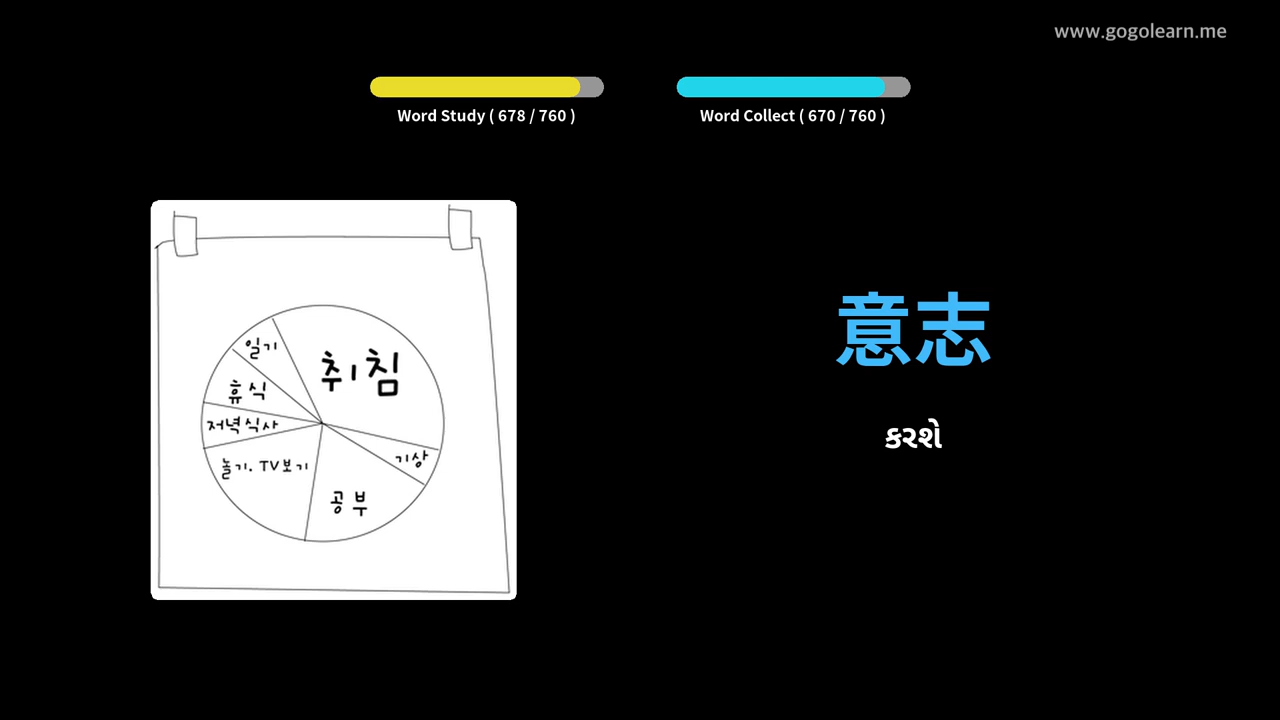 www.gogolearn.me
Word Study ( 678 / 760 )
Word Collect ( 670 / 760 )
일기
취침
휴식
저녁식사
놀기. TV보기
기상
공부
意志
કરશે